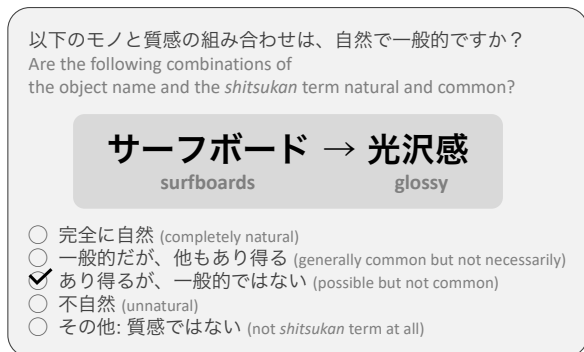 以下のモノと質感の組み合わせは、自然で一般的ですか？
Are the following combinations of
the object name and the shitsukan term natural and common?
サーフボード → 光沢感
surfboards glossy
完全に自然 (completely natural)
一般的だが、他もあり得る (generally common but not necessarily)
あり得るが、一般的ではない (possible but not common)
不自然 (unnatural)
その他: 質感ではない (not shitsukan term at all)